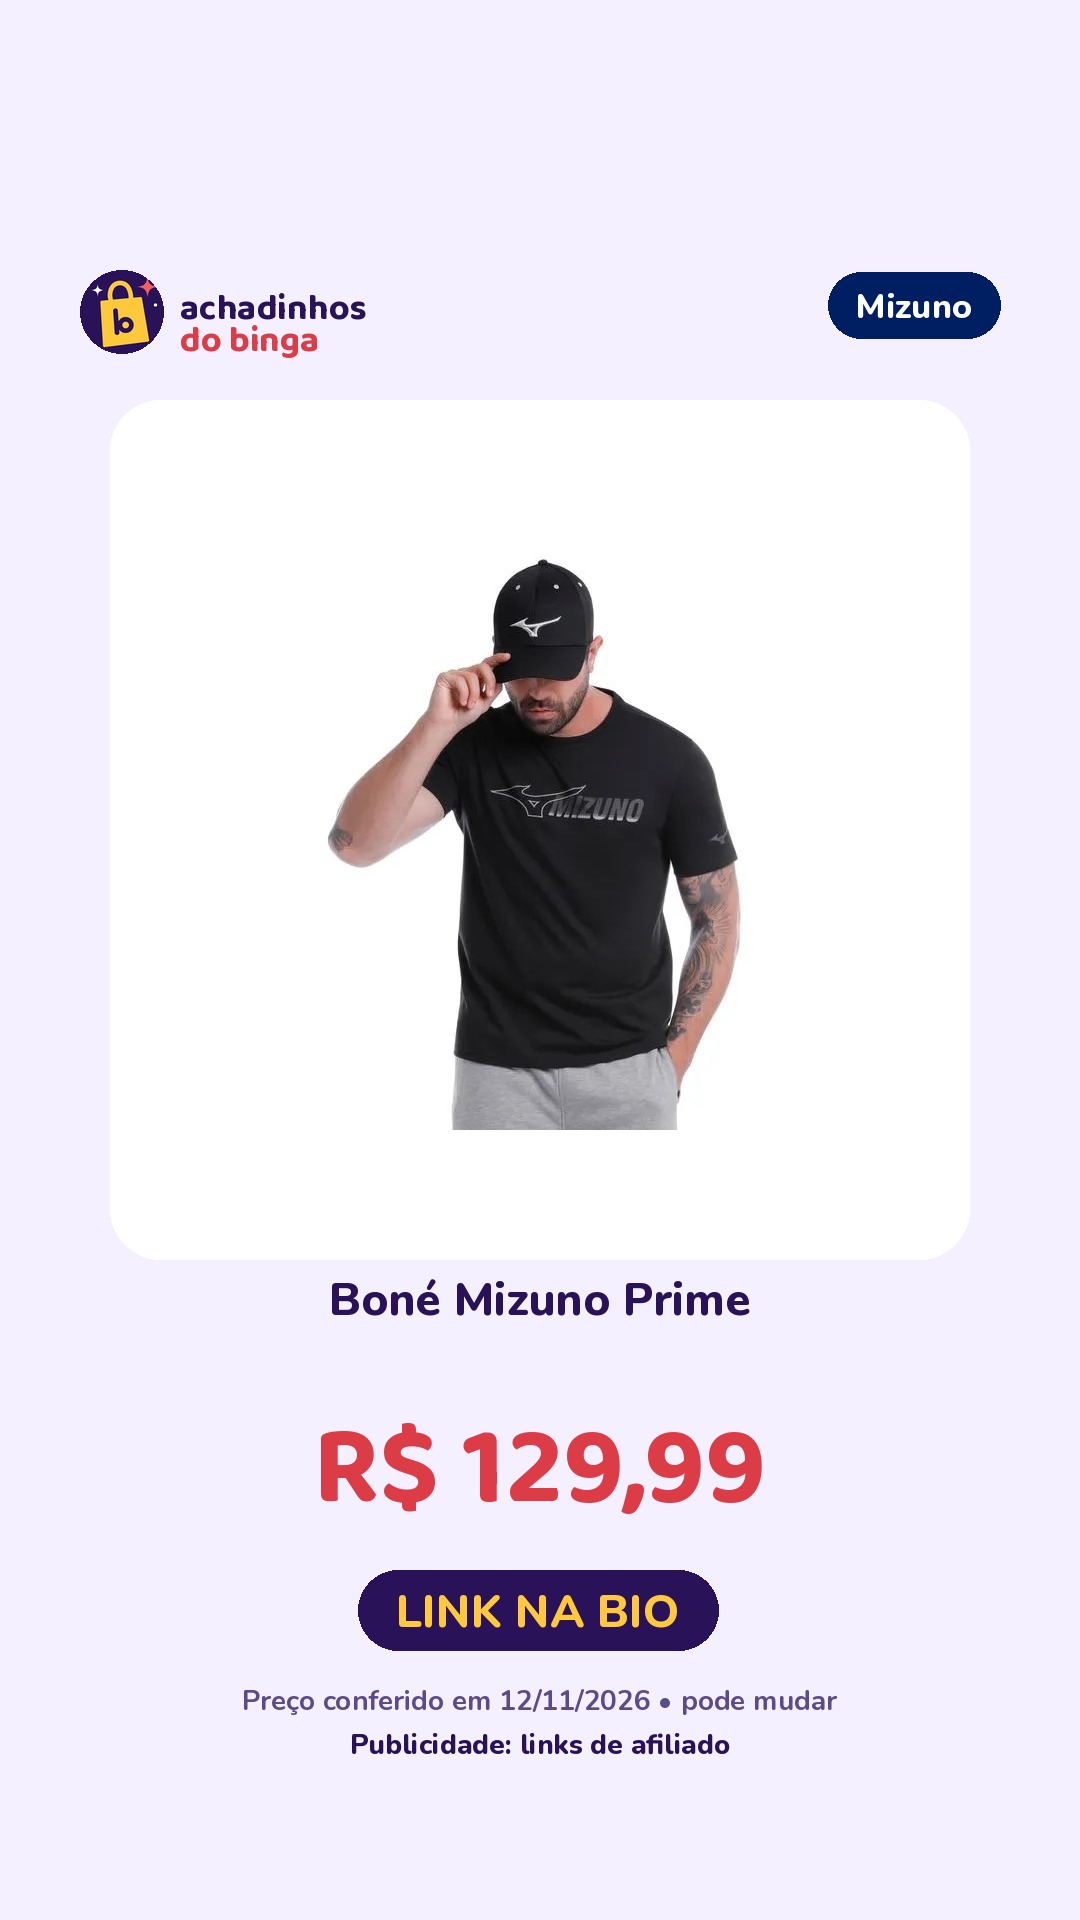 achadinhos
do binga
Mizuno
b
MIZUNO
Boné Mizuno Prime
R$ 129,99
LINK NA BIO
Preço conferido em 12/11/2026 • pode mudar
Publicidade: links de afiliado